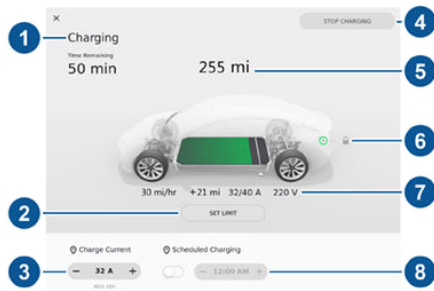 ×
STOP CHARGING
4
1
Charging
Time Remaining
50 min
255 mi
5
6
30 mi/hr +21 mi 32/40 A 220 V
7
2
SET LIMIT
Charge Current
Scheduled Charging
3
− 32 A +
− 12:00 AM +
8